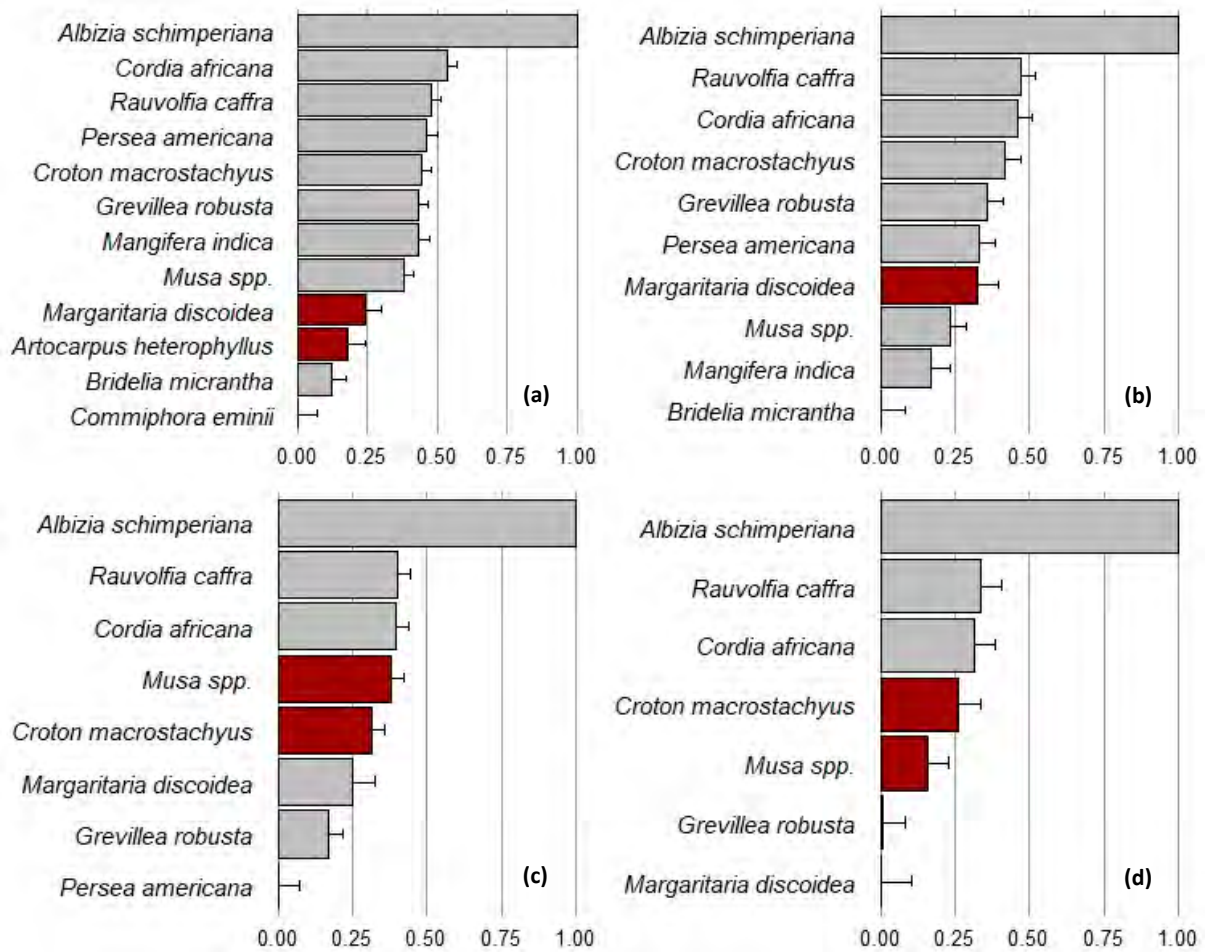 Albizia schimperiana
Cordia africana
Rauvolfia caffra
Persea americana
Croton macrostachyus
Grevillea robusta
Mangifera indica
Musa spp.
Margaritaria discoidea
Artocarpus heterophyllus
Bridelia micrantha
Commiphora eminii
(a)
0.00 0.25 0.50 0.75 1.00
Albizia schimperiana
Rauvolfia caffra
Cordia africana
Croton macrostachyus
Grevillea robusta
Persea americana
Margaritaria discoidea
Musa spp.
Mangifera indica
Bridelia micrantha
(b)
0.00 0.25 0.50 0.75 1.00
Albizia schimperiana
Rauvolfia caffra
Cordia africana
Musa spp.
Croton macrostachyus
Margaritaria discoidea
Grevillea robusta
Persea americana
(c)
0.00 0.25 0.50 0.75 1.00
Albizia schimperiana
Rauvolfia caffra
Cordia africana
Croton macrostachyus
Musa spp.
Grevillea robusta
Margaritaria discoidea
(d)
0.00 0.25 0.50 0.75 1.00